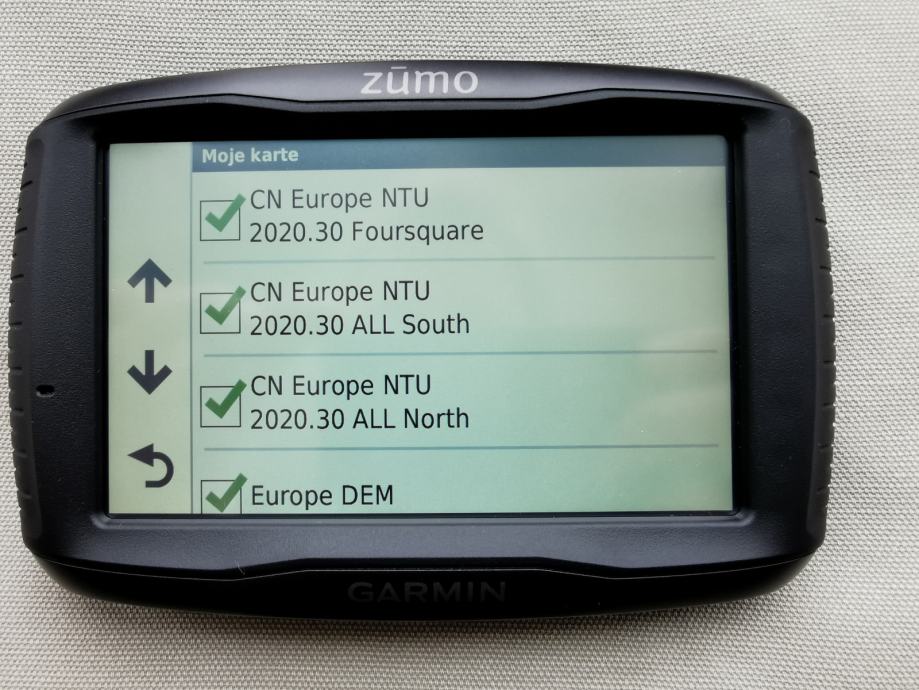 zūmo
Moje karte
CN Europe NTU
2020.30 Foursquare
CN Europe NTU
2020.30 ALL South
CN Europe NTU
2020.30 ALL North
Europe DEM
GARMIN